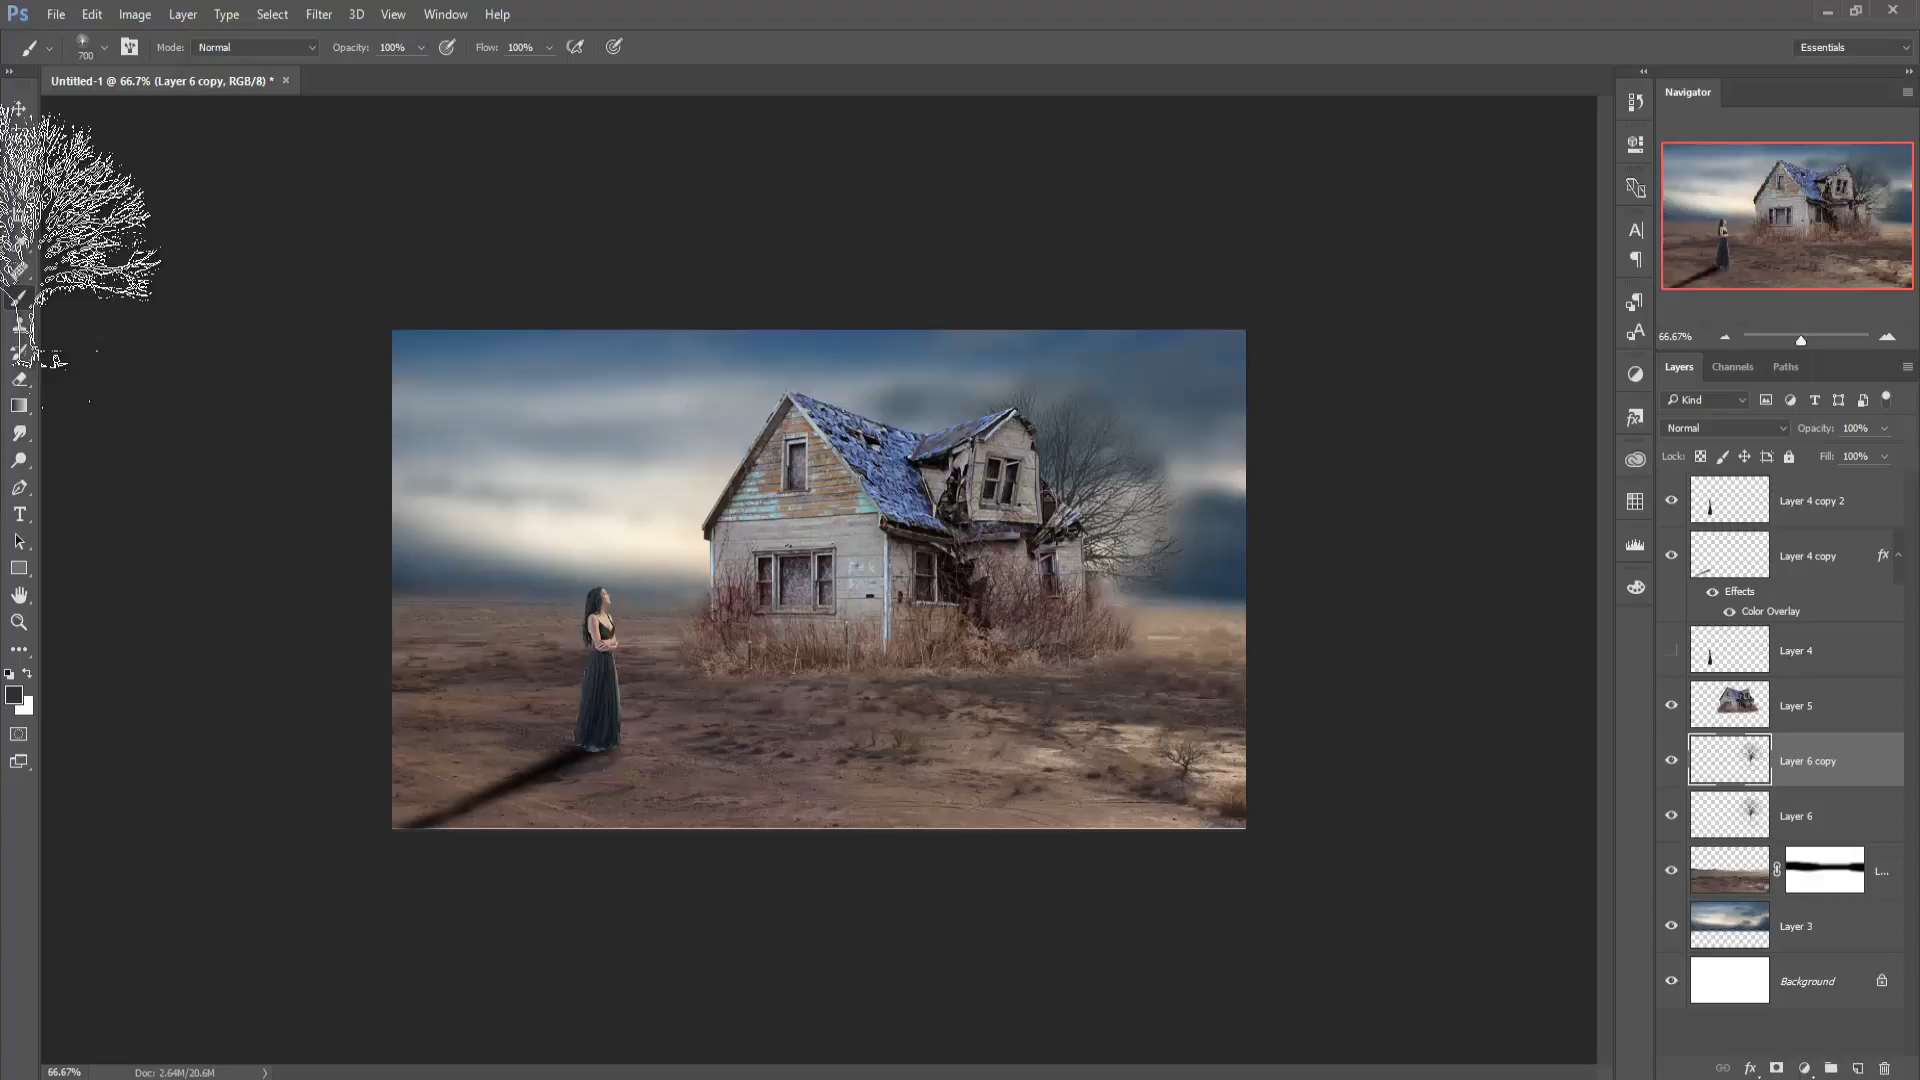 Ps File Edit Image Layer Type Select Filter 3D View Window Help
700 Mode: Normal Opacity: 100% Flow: 100% Essentials
Untitled-1 @ 66.7% (Layer 6 copy, RGB/8) *
Navigator
66.67%
Layers Channels Paths
Kind
Normal Opacity: 100%
Lock: Fill: 100%
Layer 4 copy 2
Layer 4 copy fx
Effects
Color Overlay
Layer 4
Layer 5
Layer 6 copy
Layer 6
L...
Layer 3
Background
66.67% Doc: 2.64M/20.6M